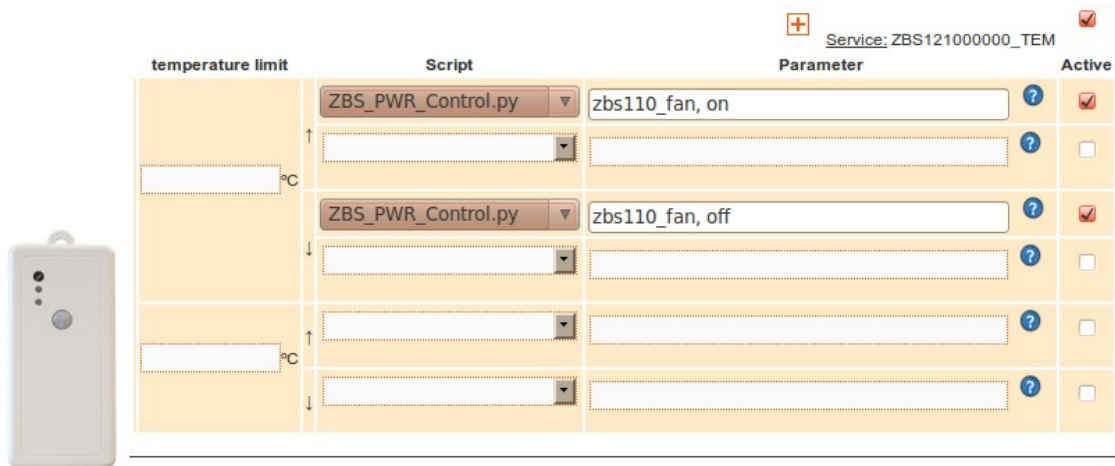 Service: ZBS121000000_TEM
temperature limit Script Parameter Active
ZBS_PWR_Control.py zbs110_fan, on ?
↑ ?
°C
ZBS_PWR_Control.py zbs110_fan, off ?
↓ ?
↑ ?
°C
↓ ?